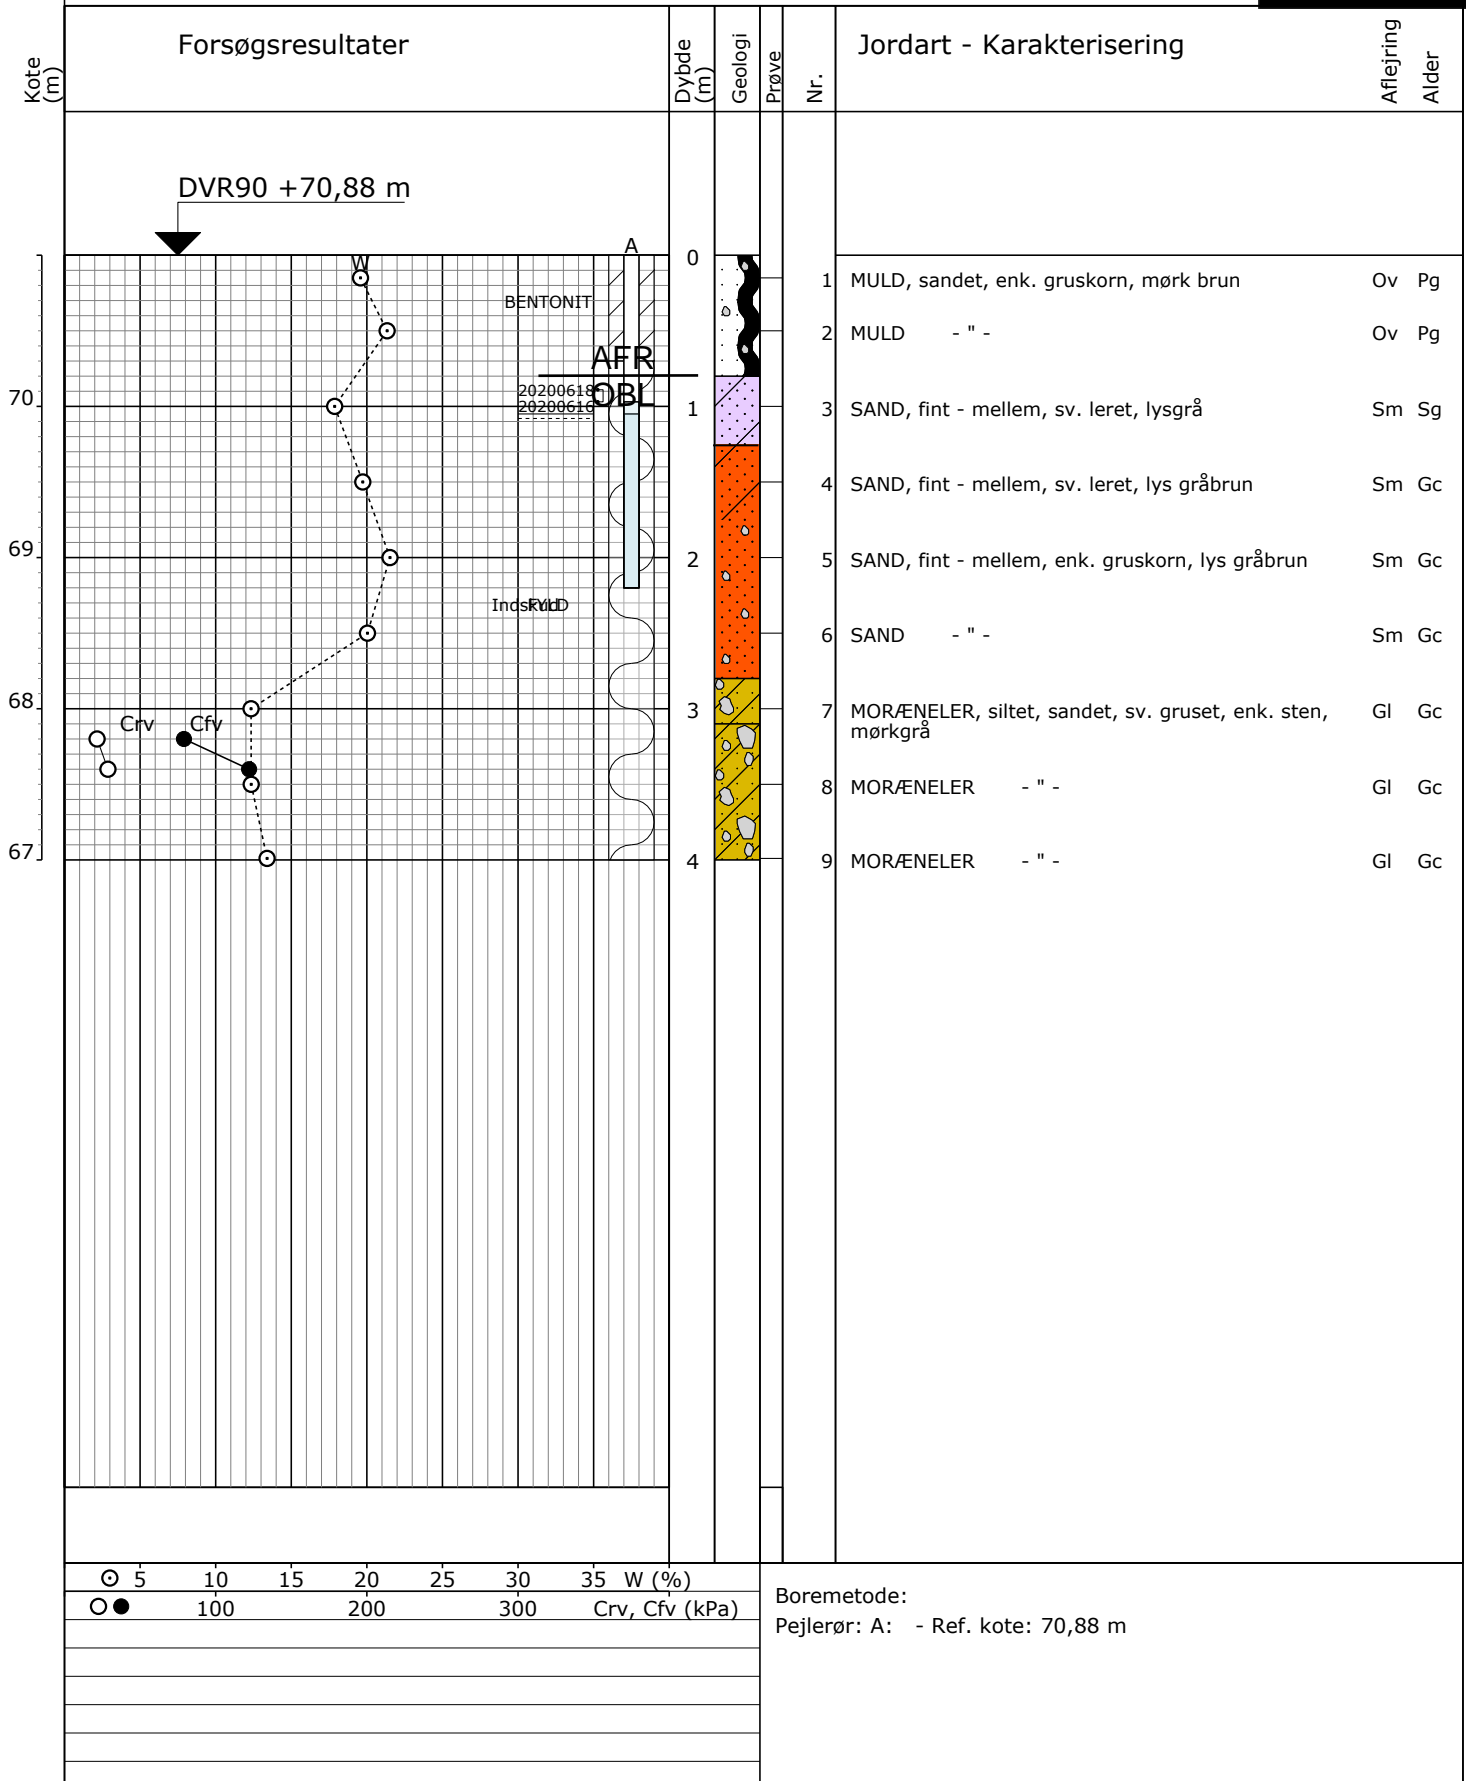 Kote (m)
Forsøgsresultater
Dybde (m)
Geologi
Prøve
Nr.
Jordart - Karakterisering
Aflejring
Alder
DVR90 +70,88 m
A
W
0
1 MULD, sandet, enk. gruskorn, mørk brun Ov Pg
BENTONIT
2 MULD - " - Ov Pg
AFR
OBL
20200618
20200616
70
1
3 SAND, fint - mellem, sv. leret, lysgrå Sm Sg
4 SAND, fint - mellem, sv. leret, lys gråbrun Sm Gc
69
2
5 SAND, fint - mellem, enk. gruskorn, lys gråbrun Sm Gc
6 SAND - " - Sm Gc
68
3
7 MORÆNELER, siltet, sandet, sv. gruset, enk. sten, Gl Gc
mørkgrå
Crv Cfv
8 MORÆNELER - " - Gl Gc
67
4
9 MORÆNELER - " - Gl Gc
5 10 15 20 25 30 35 W (%)
100 200 300 Crv, Cfv (kPa)
Boremetode:
Pejlerør: A: - Ref. kote: 70,88 m